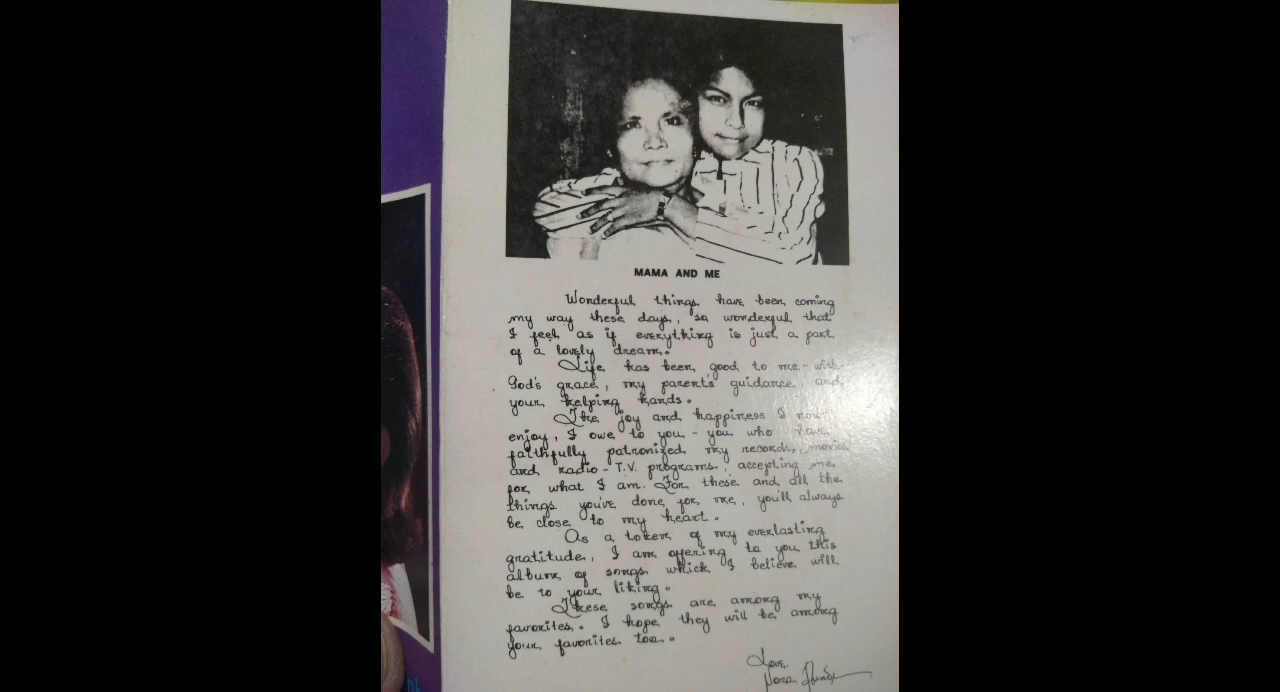 MAMA AND ME
Wonderful things have been coming
my way these days, so wonderful that
I feel as if everything is just a part
of a lovely dream.
Life has been good to me - with
God's grace, my parent's guidance, and
your helping hands.
The joy and happiness I now
enjoy, I owe to you - you who have
faithfully patronized my records, movies
and radio - T.V. programs, accepting me
for what I am. For these and all the
things you've done for me, you'll always
be close to my heart.
As a token of my everlasting
gratitude, I am offering to you this
album of songs which I believe will
be to your liking.
These songs are among my
favorites. I hope they will be among
your favorites too.
Love,
Nora